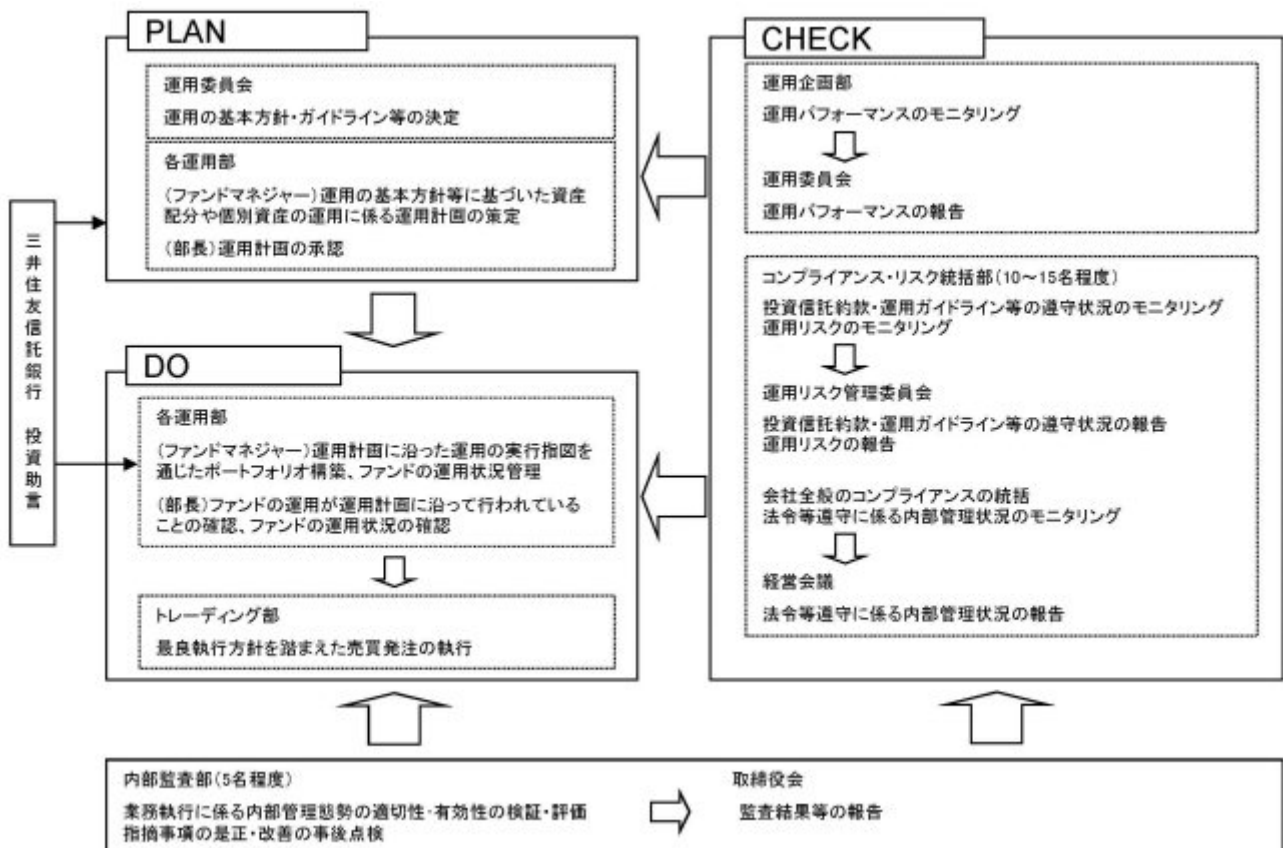 PLAN
運用委員会
運用の基本方針・ガイドライン等の決定
各運用部
(ファンドマネジャー)運用の基本方針等に基づいた資産
配分や個別資産の運用に係る運用計画の策定
(部長)運用計画の承認
三井住友信託銀行 投資助言
DO
各運用部
(ファンドマネジャー)運用計画に沿った運用の実行指図を
通じたポートフォリオ構築、ファンドの運用状況管理
(部長)ファンドの運用が運用計画に沿って行われている
ことの確認、ファンドの運用状況の確認
トレーディング部
最良執行方針を踏まえた売買発注の執行
CHECK
運用企画部
運用パフォーマンスのモニタリング
運用委員会
運用パフォーマンスの報告
コンプライアンス・リスク統括部(10～15名程度)
投資信託約款・運用ガイドライン等の遵守状況のモニタリング
運用リスクのモニタリング
運用リスク管理委員会
投資信託約款・運用ガイドライン等の遵守状況の報告
運用リスクの報告
会社全般のコンプライアンスの統括
法令等遵守に係る内部管理状況のモニタリング
経営会議
法令等遵守に係る内部管理状況の報告
内部監査部(5名程度)
業務執行に係る内部管理態勢の適切性・有効性の検証・評価
指摘事項の是正・改善の事後点検
取締役会
監査結果等の報告